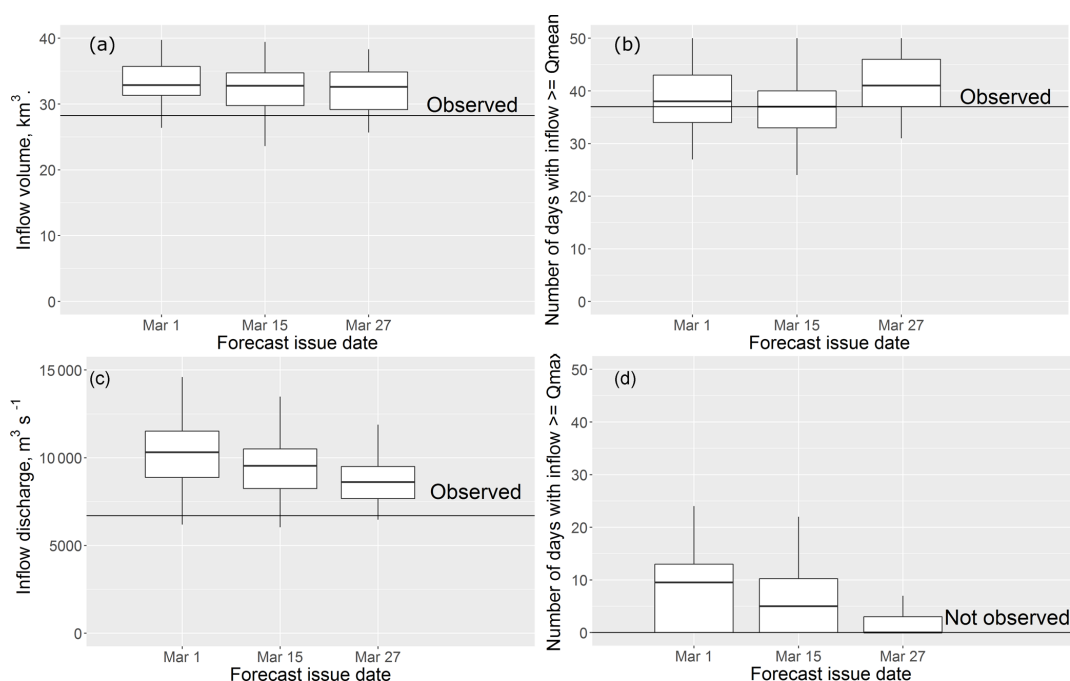 (a)
Inflow volume, km³.
40
30
20
10
0
Observed
Mar 1 Mar 15 Mar 27
Forecast issue date
(b)
Number of days with inflow >= Qmean
50
40
30
20
10
0
Observed
Mar 1 Mar 15 Mar 27
Forecast issue date
(c)
Inflow discharge, m³ s⁻¹
15 000
10 000
5000
0
Observed
Mar 1 Mar 15 Mar 27
Forecast issue date
(d)
Number of days with inflow >= Qmax
50
40
30
20
10
0
Not observed
Mar 1 Mar 15 Mar 27
Forecast issue date